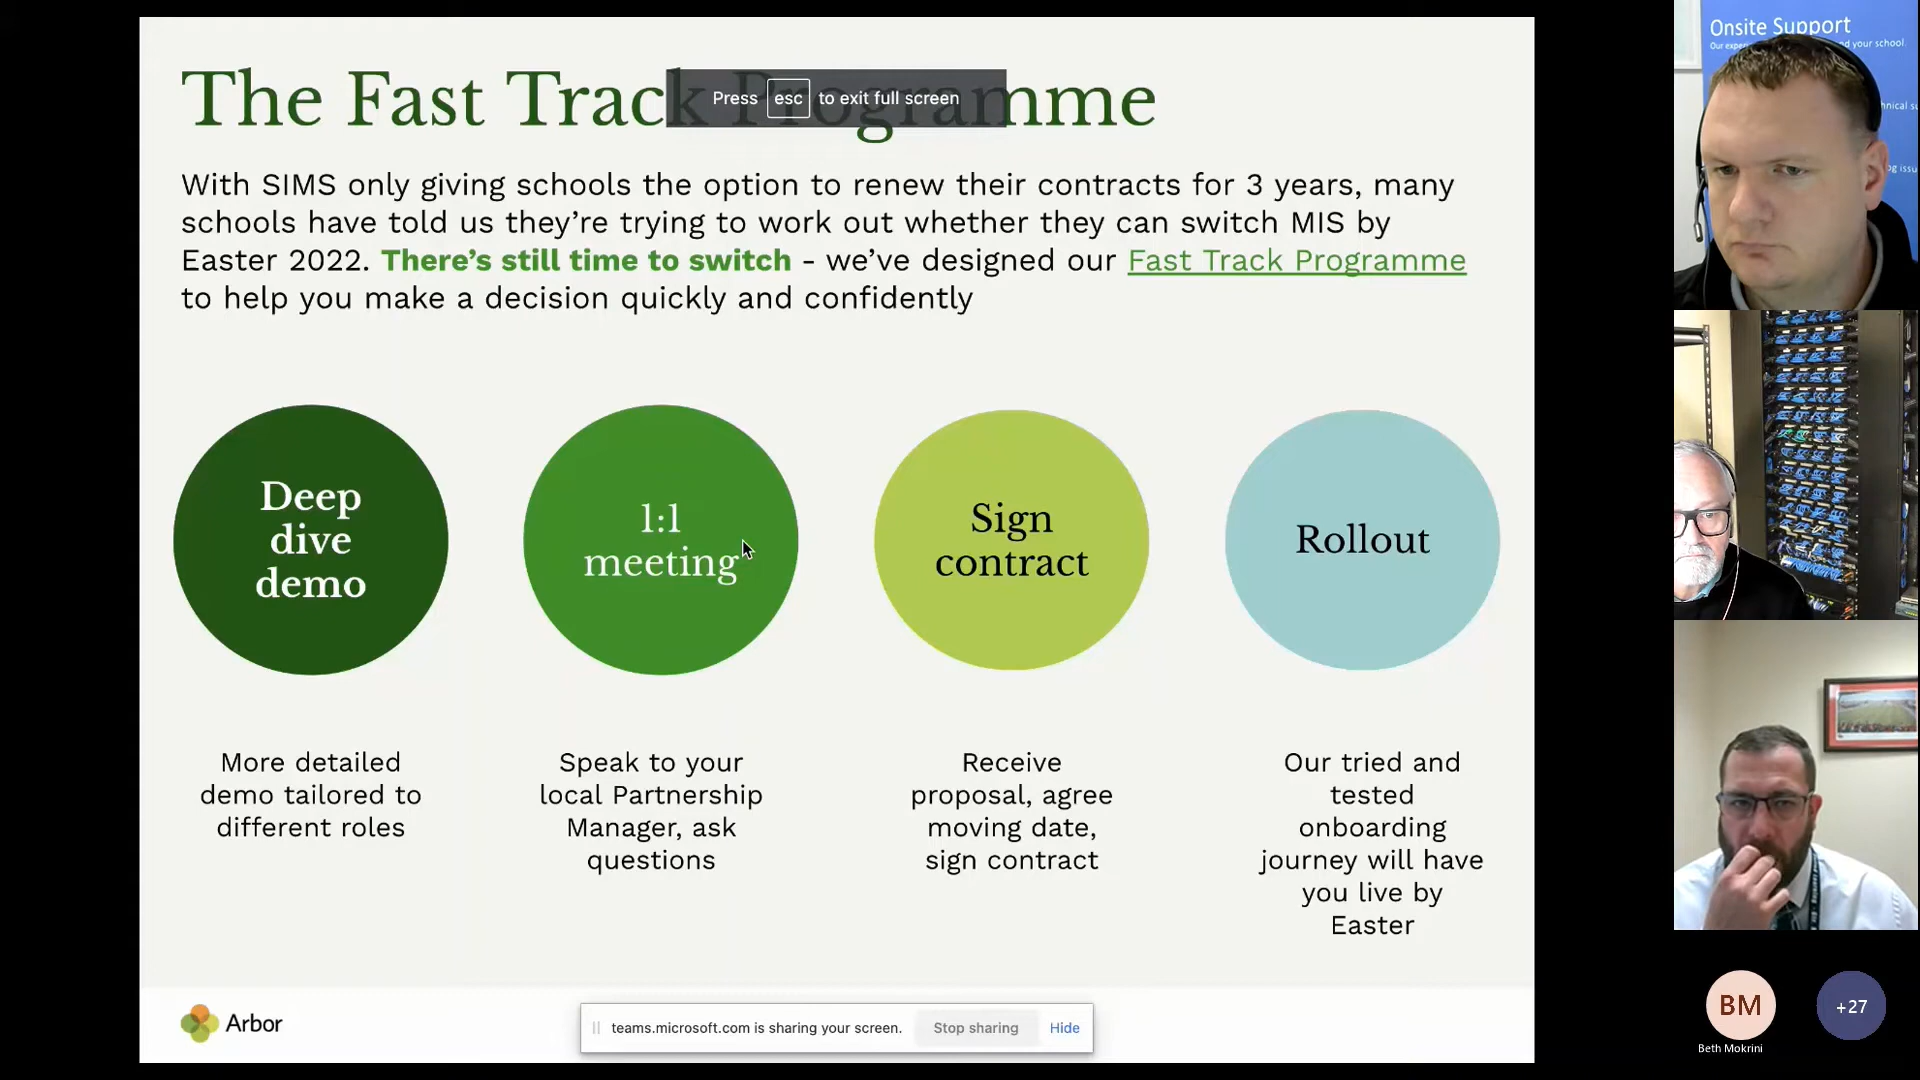 The Fast Track Programme
Press esc to exit full screen
With SIMS only giving schools the option to renew their contracts for 3 years, many
schools have told us they’re trying to work out whether they can switch MIS by
Easter 2022. There’s still time to switch - we’ve designed our Fast Track Programme
to help you make a decision quickly and confidently
Deep
dive
demo
1:1
meeting
Sign
contract
Rollout
More detailed
demo tailored to
different roles
Speak to your
local Partnership
Manager, ask
questions
Receive
proposal, agree
moving date,
sign contract
Our tried and
tested
onboarding
journey will have
you live by
Easter
Arbor
teams.microsoft.com is sharing your screen.
Stop sharing
Hide
Onsite Support
Our
your school
BM
Beth Mokrini
+27